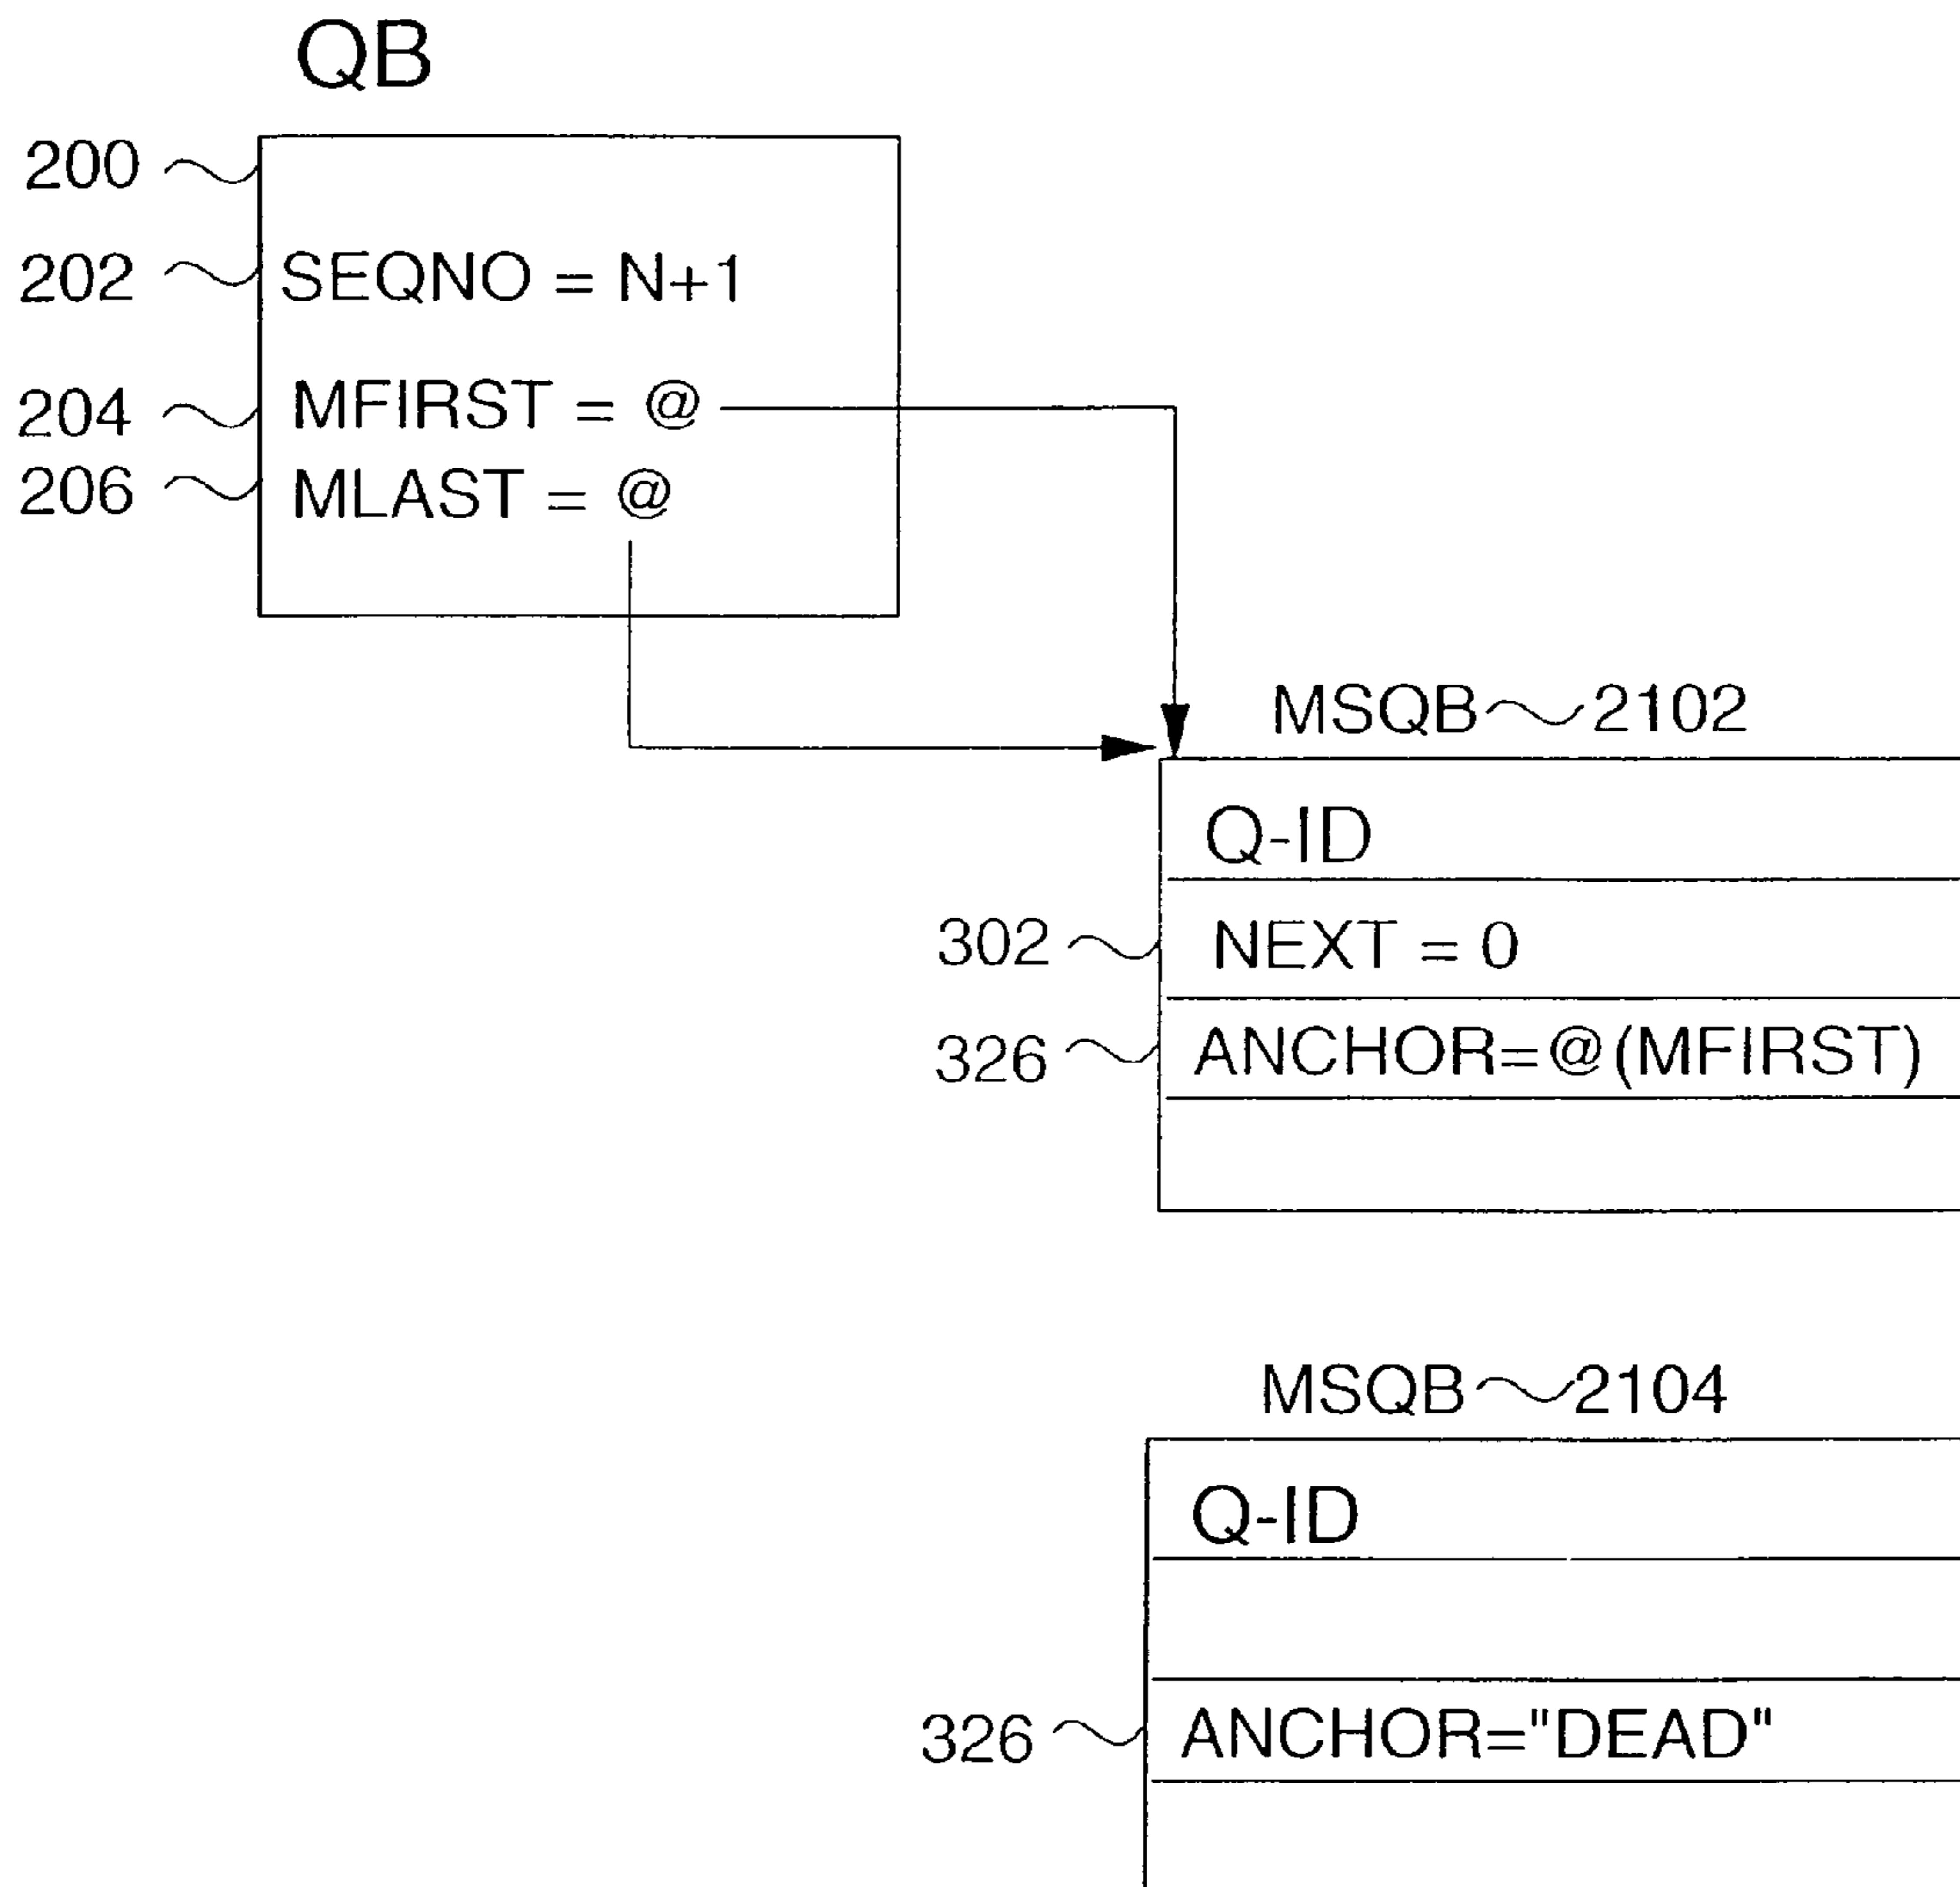 QB
200
202 SEQNO = N+1
204 MFIRST = @
206 MLAST = @
MSQB 2102
Q-ID
302 NEXT = 0
326 ANCHOR=@(MFIRST)
MSQB 2104
Q-ID
326 ANCHOR="DEAD"